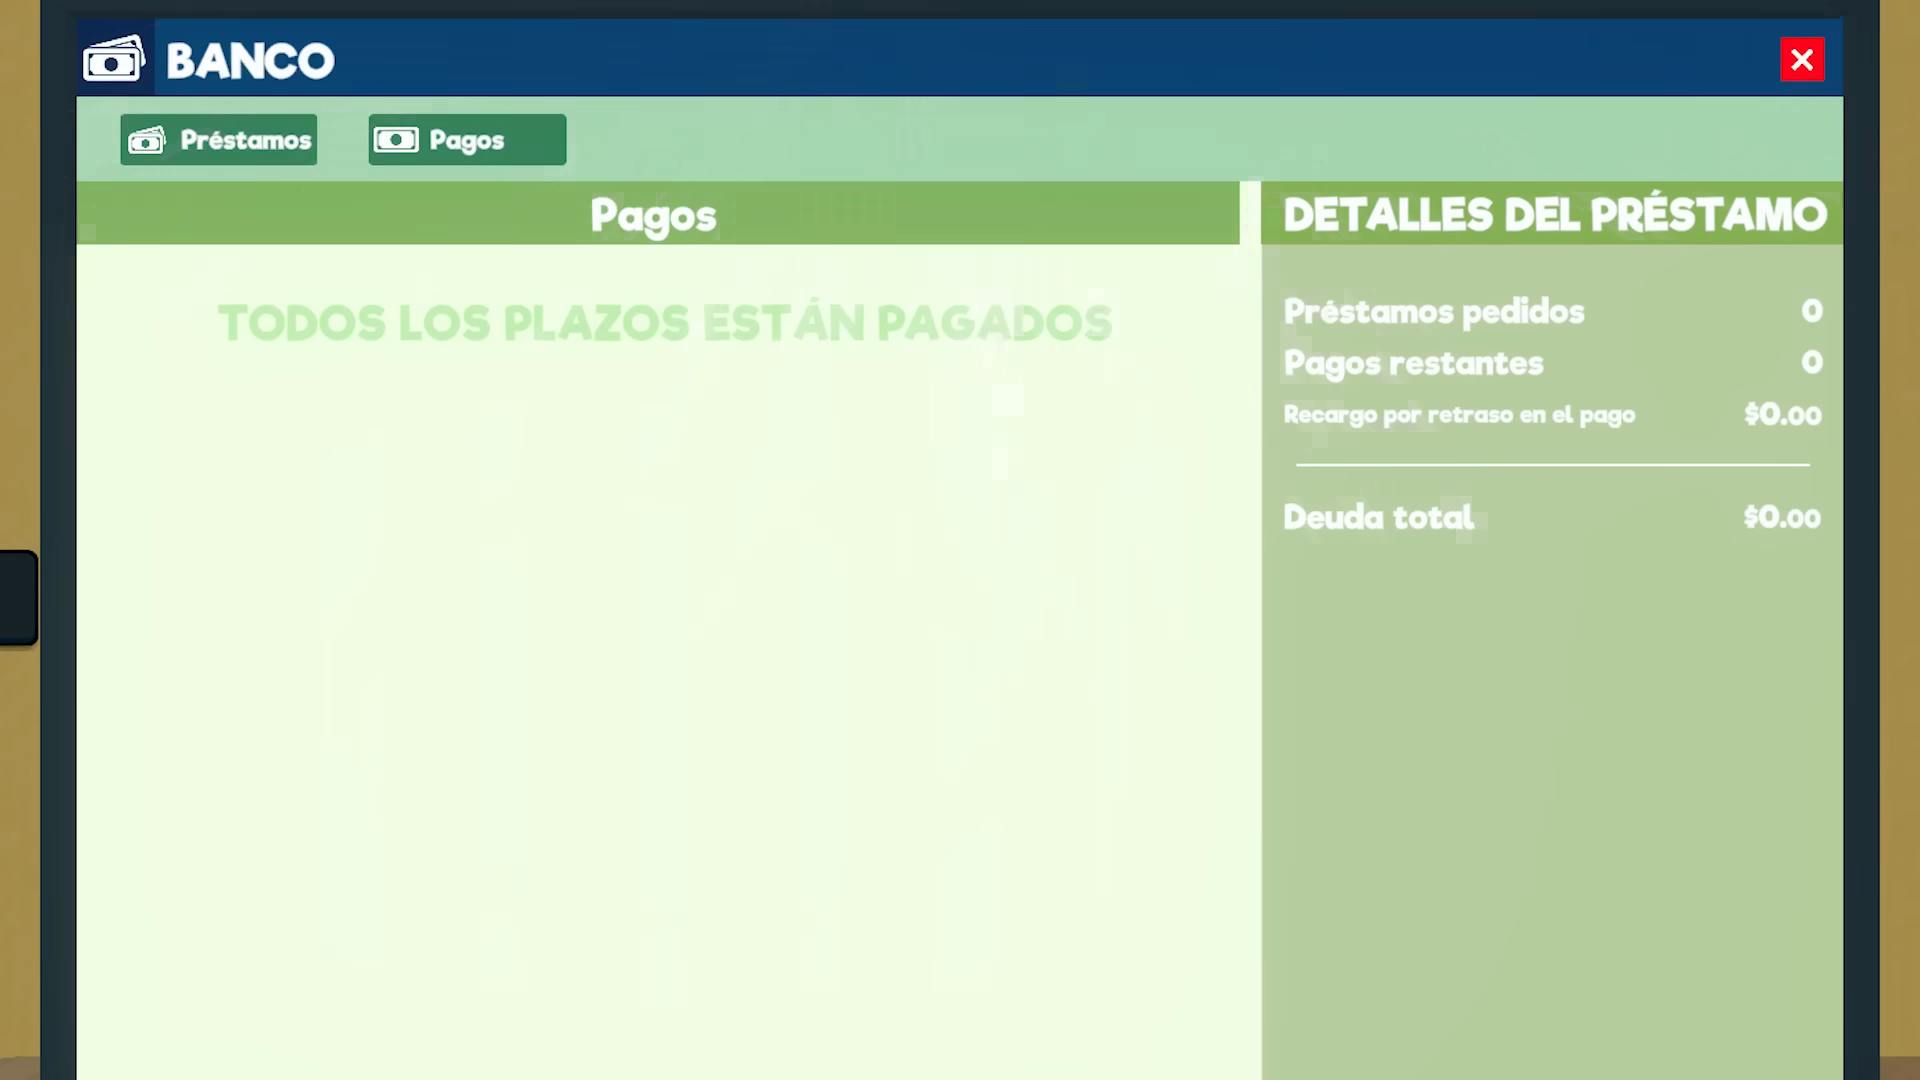 BANCO
Préstamos
Pagos
Pagos
DETALLES DEL PRÉSTAMO
TODOS LOS PLAZOS ESTÁN PAGADOS
Préstamos pedidos 0
Pagos restantes 0
Recargo por retraso en el pago $0.00
Deuda total $0.00